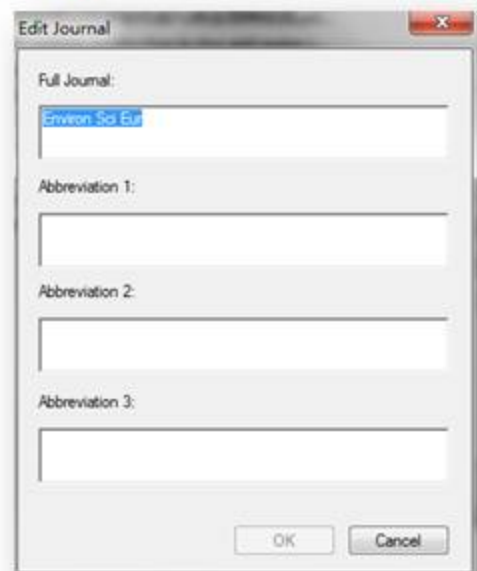 Edit Journal
Full Journal:
Environ Sci Eur
Abbreviation 1:
Abbreviation 2:
Abbreviation 3:
OK
Cancel